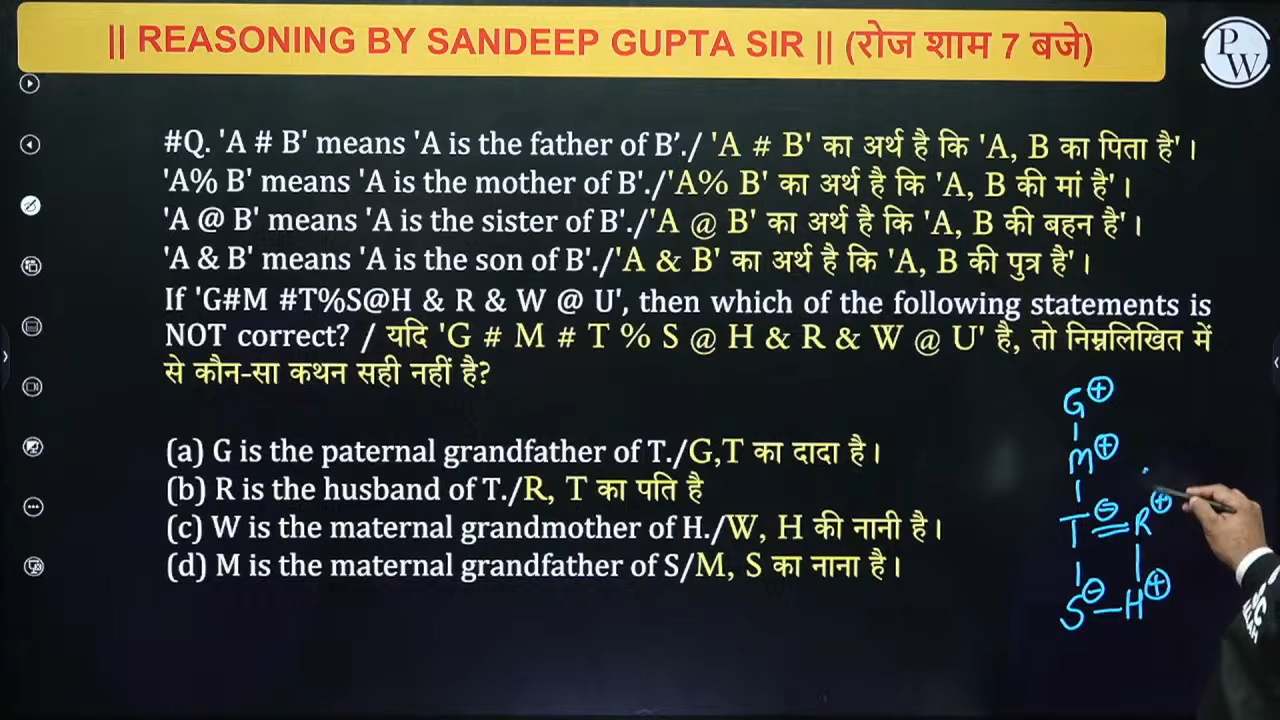 || REASONING BY SANDEEP GUPTA SIR || (रोज शाम 7 बजे)
PW
#Q. 'A # B' means 'A is the father of B'./ 'A # B' का अर्थ है कि 'A, B का पिता है' ।
'A% B' means 'A is the mother of B'./'A% B' का अर्थ है कि 'A, B की मां है' ।
'A @ B' means 'A is the sister of B'./'A @ B' का अर्थ है कि 'A, B की बहन है' ।
'A & B' means 'A is the son of B'./'A & B' का अर्थ है कि 'A, B की पुत्र है' ।
If 'G#M #T%S@H & R & W @ U', then which of the following statements is
NOT correct? / यदि 'G # M # T % S @ H & R & W @ U' है, तो निम्नलिखित में
से कौन-सा कथन सही नहीं है?
(a) G is the paternal grandfather of T./G,T का दादा है।
(b) R is the husband of T./R, T का पति है
(c) W is the maternal grandmother of H./W, H की नानी है।
(d) M is the maternal grandfather of S/M, S का नाना है।
G +
M +
T - = R +
S - — H +